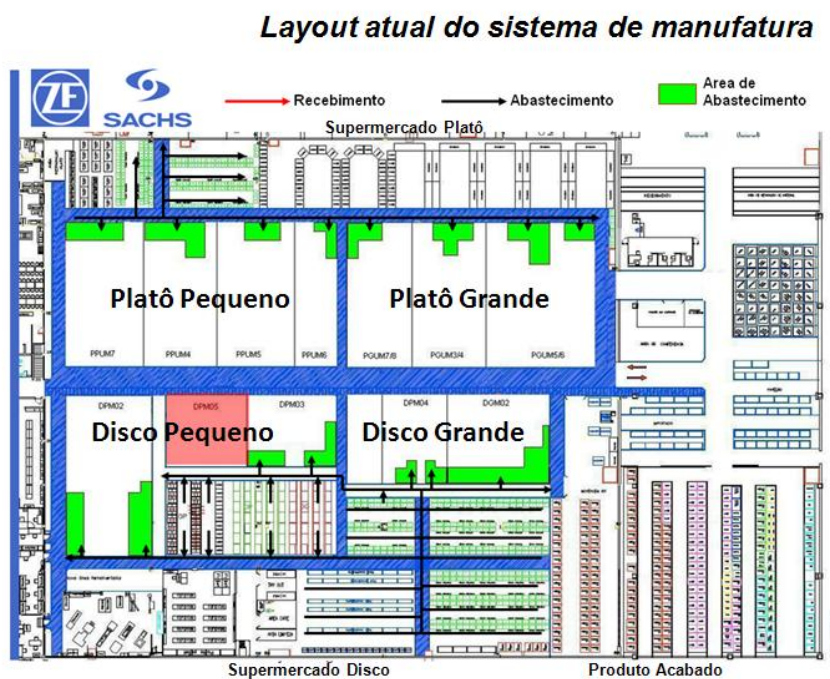 Layout atual do sistema de manufatura
ZF
SACHS
Recebimento
Abastecimento
Area de
Abastecimento
Supermercado Platô
Platô Pequeno
Platô Grande
PPUM7
PPUM4
PPUM5
PPUM6
PGUM7/8
PGUM3/4
PGUM5/6
DPM02
DPM05
DPM03
DPM04
DGM02
Disco Pequeno
Disco Grande
Supermercado Disco
Produto Acabado